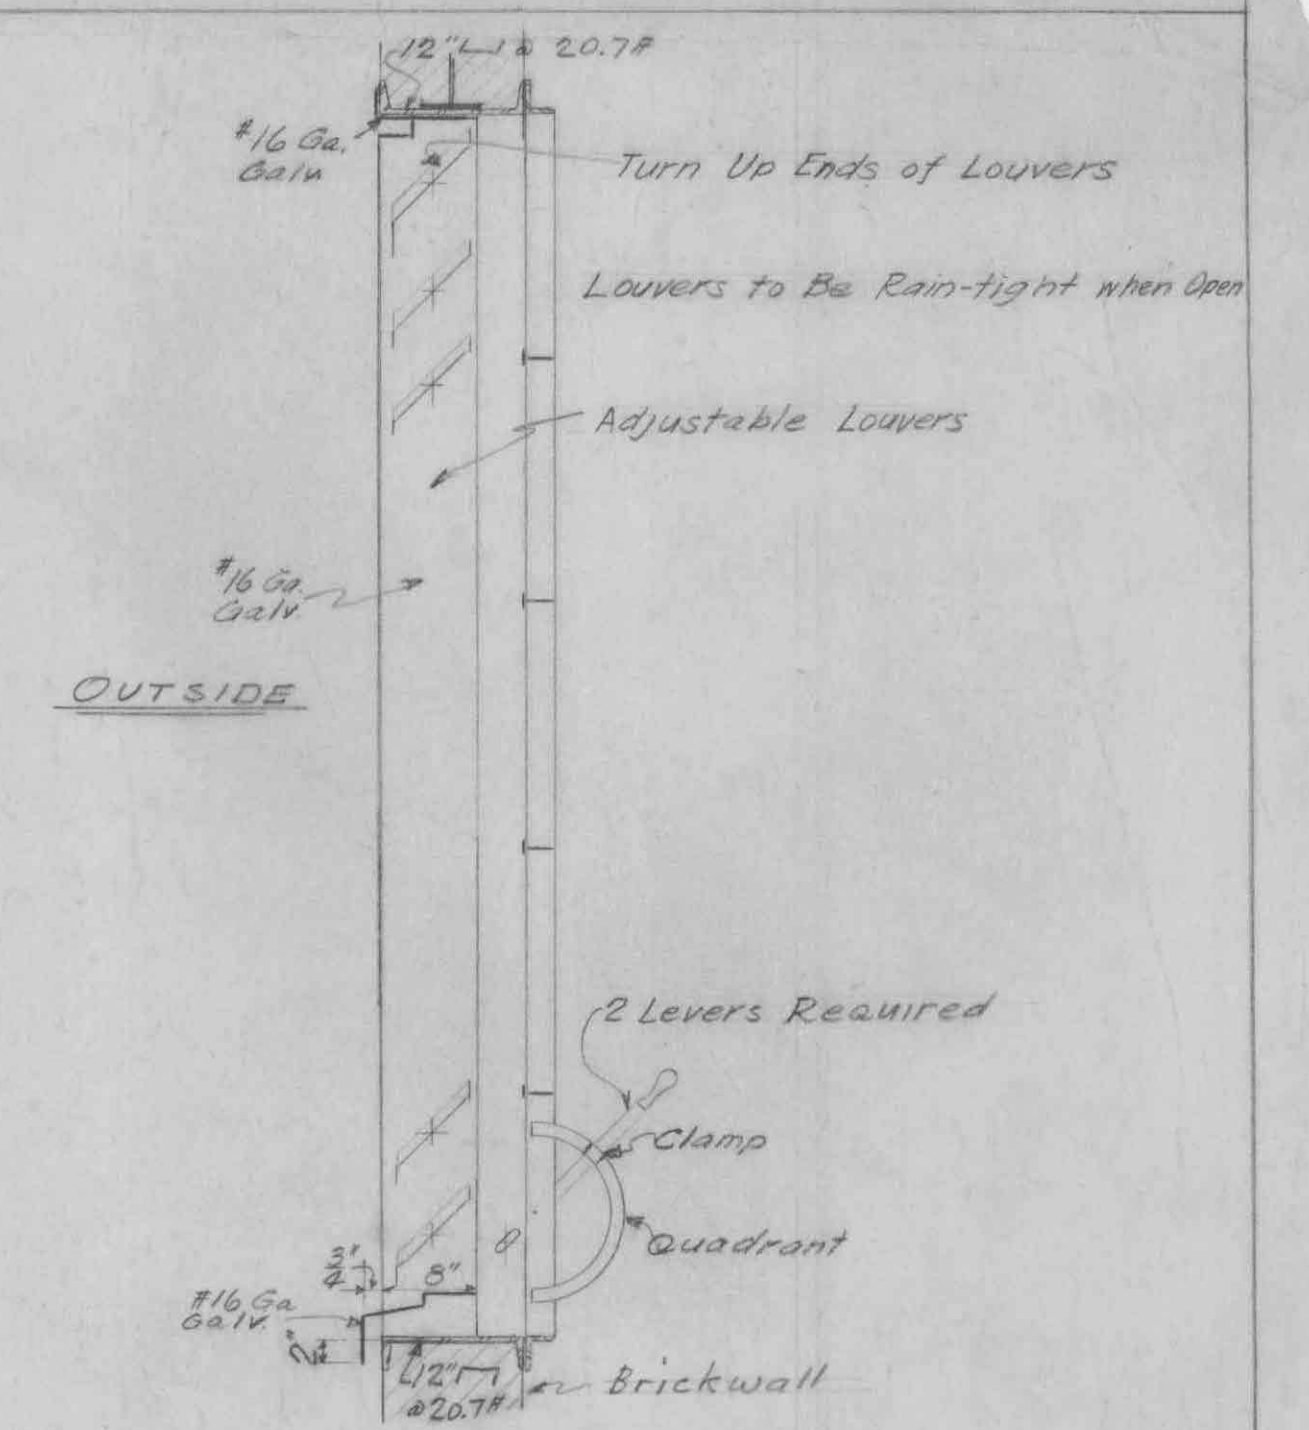 12" @ 20.7#
#16 Ga.
Galv.
Turn Up Ends of Louvers
Louvers to Be Rain-tight when Open
Adjustable Louvers
#16 Ga.
Galv.
OUTSIDE
2 Levers Required
Clamp
Quadrant
3/4"
8"
#16 Ga
Galv.
2"
12"
@20.7#
Brickwall